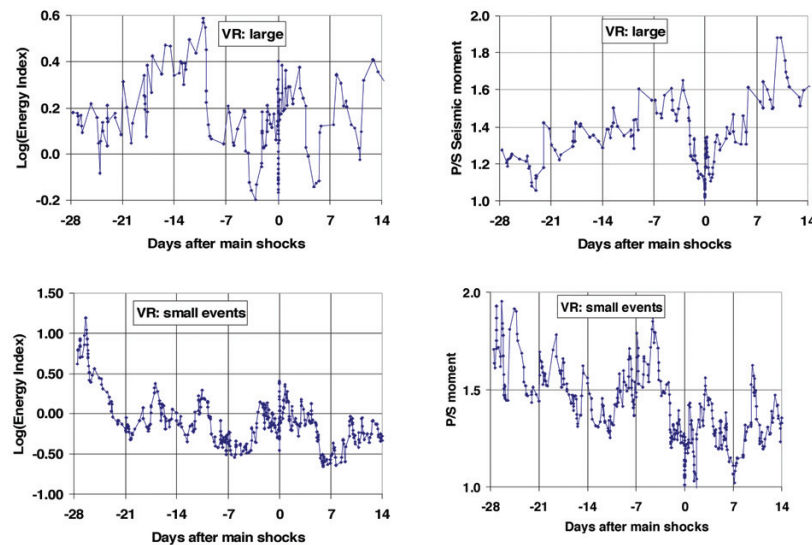 VR: large
Log(Energy Index)
0.6
0.4
0.2
0.0
-0.2
-28 -21 -14 -7 0 7 14
Days after main shocks
VR: large
P/S Seismic moment
2.0
1.8
1.6
1.4
1.2
1.0
-28 -21 -14 -7 0 7 14
Days after main shocks
VR: small events
Log(Energy Index)
1.50
1.00
0.50
0.00
-0.50
-1.00
-28 -21 -14 -7 0 7 14
Days after main shocks
VR: small events
P/S moment
2.0
1.5
1.0
-28 -21 -14 -7 0 7 14
Days after main shocks